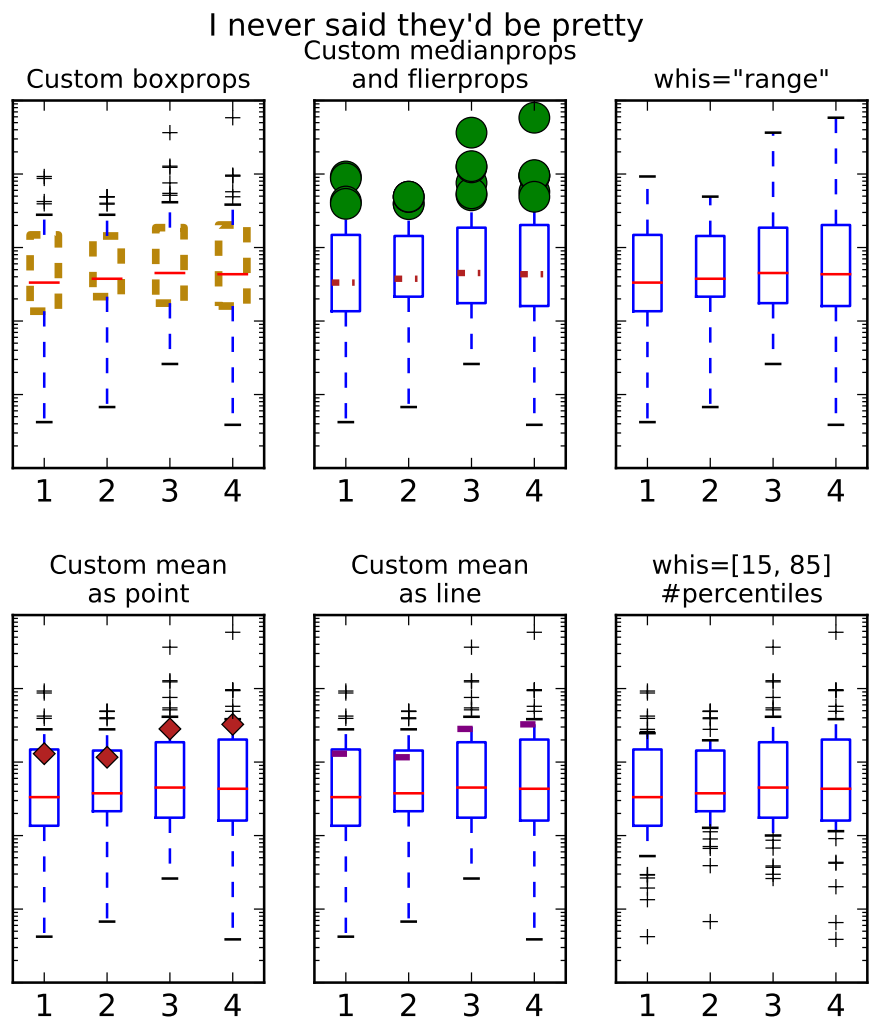 I never said they'd be pretty
Custom boxprops
Custom medianprops
and flierprops
whis="range"
1 2 3 4
1 2 3 4
1 2 3 4
Custom mean
as point
Custom mean
as line
whis=[15, 85]
#percentiles
1 2 3 4
1 2 3 4
1 2 3 4